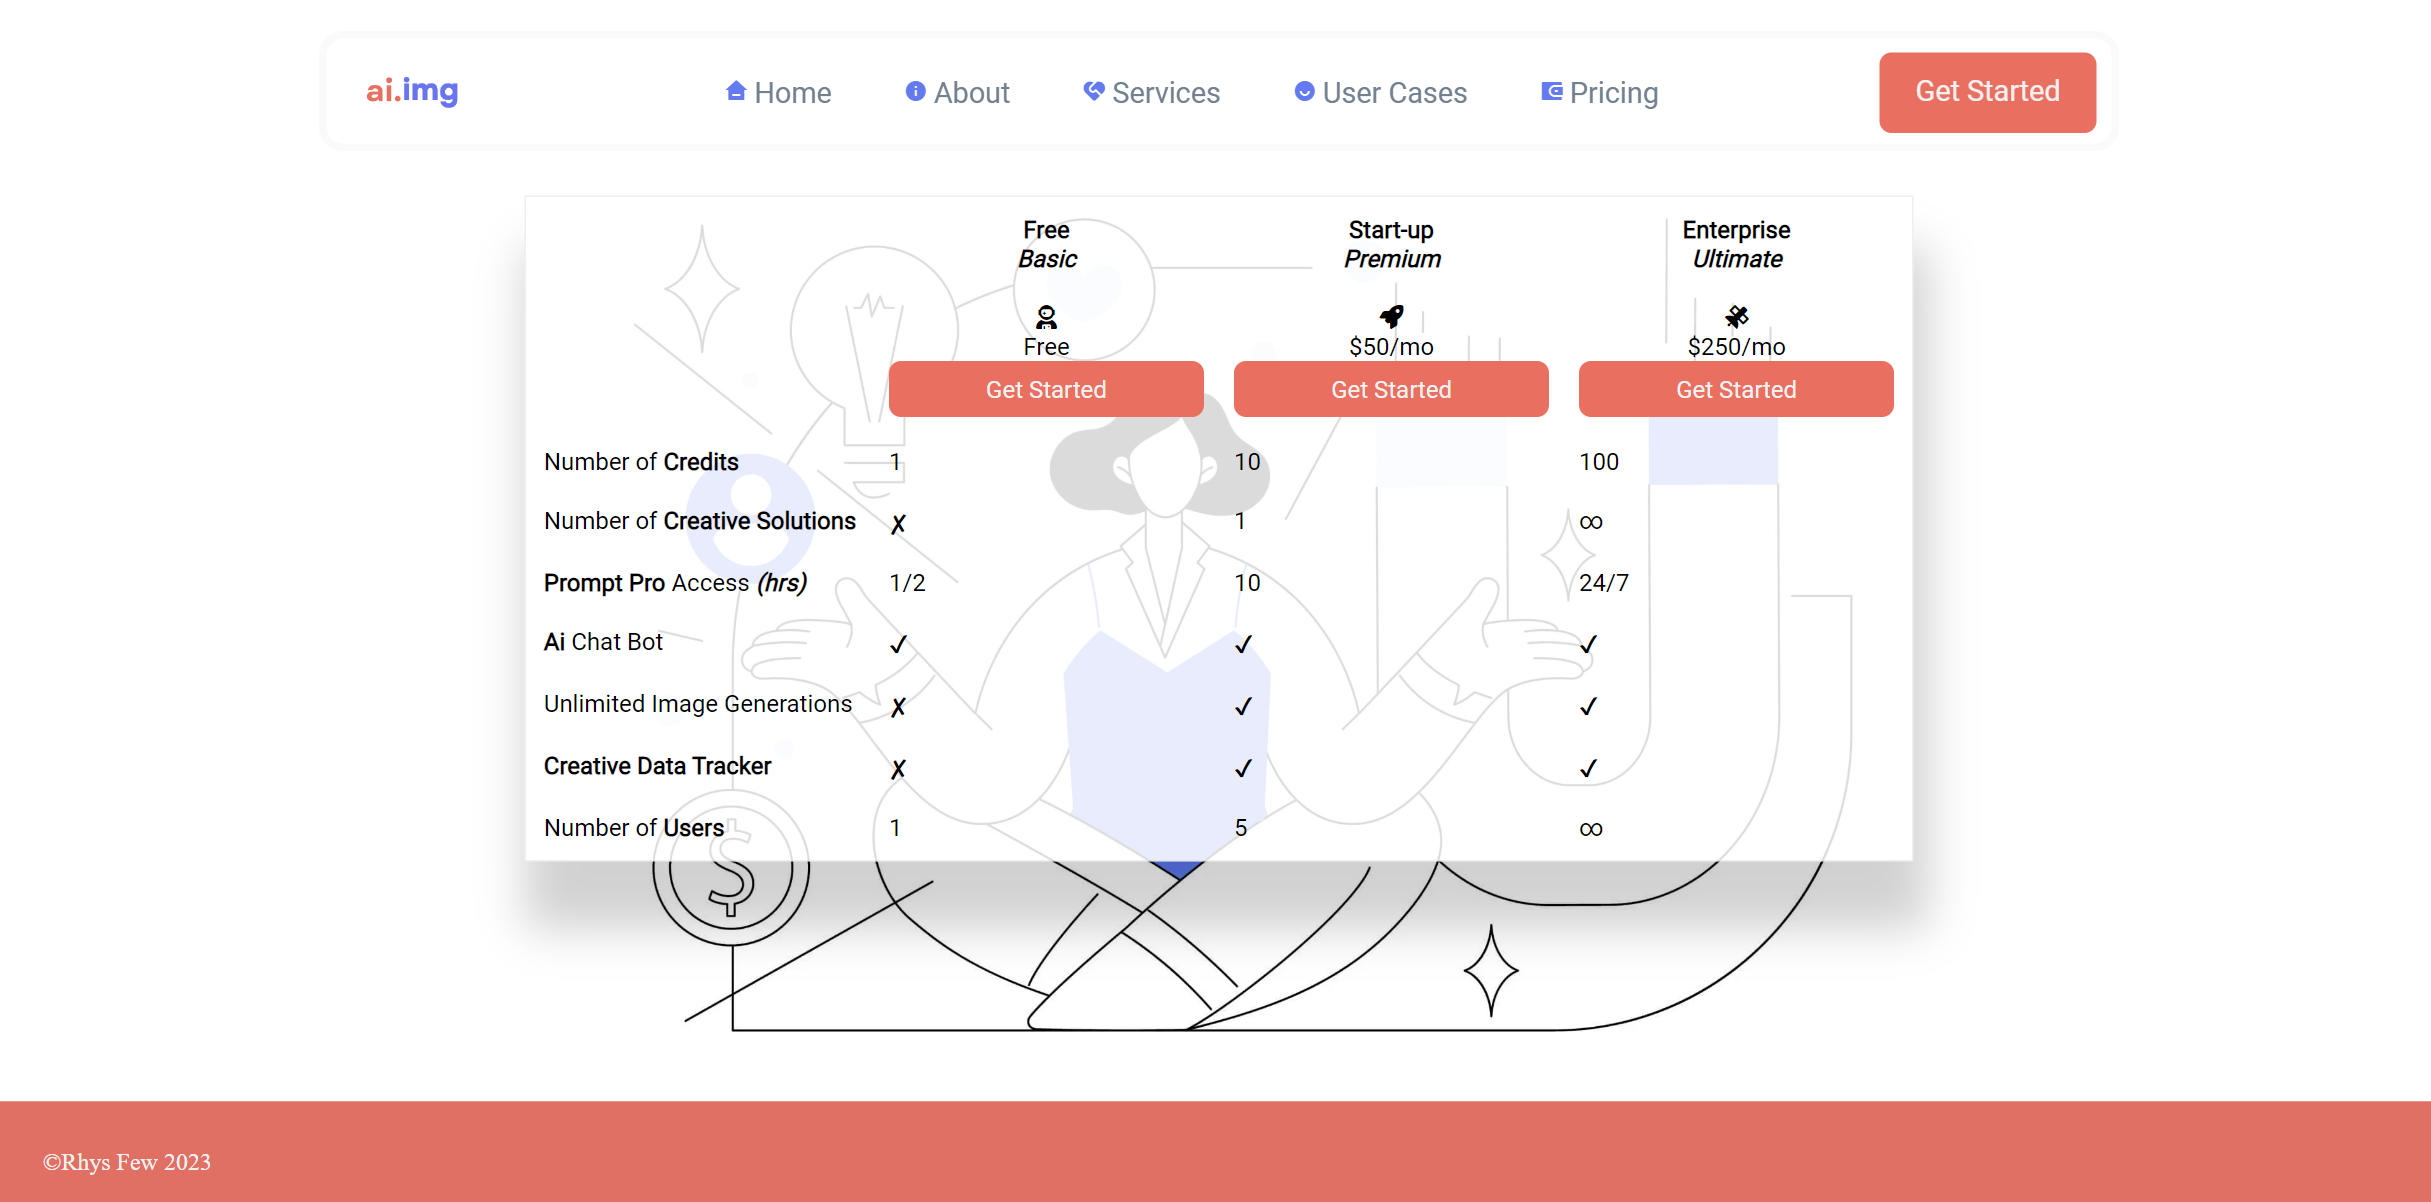 ai.img Home About Services User Cases Pricing Get Started
Free Start-up Enterprise
Basic Premium Ultimate
Free $50/mo $250/mo
Get Started Get Started Get Started
Number of Credits 1 10 100
Number of Creative Solutions ✗ 1 ∞
Prompt Pro Access (hrs) 1/2 10 24/7
Ai Chat Bot ✓ ✓ ✓
Unlimited Image Generations ✗ ✓ ✓
Creative Data Tracker ✗ ✓ ✓
Number of Users 1 5 ∞
$
©Rhys Few 2023